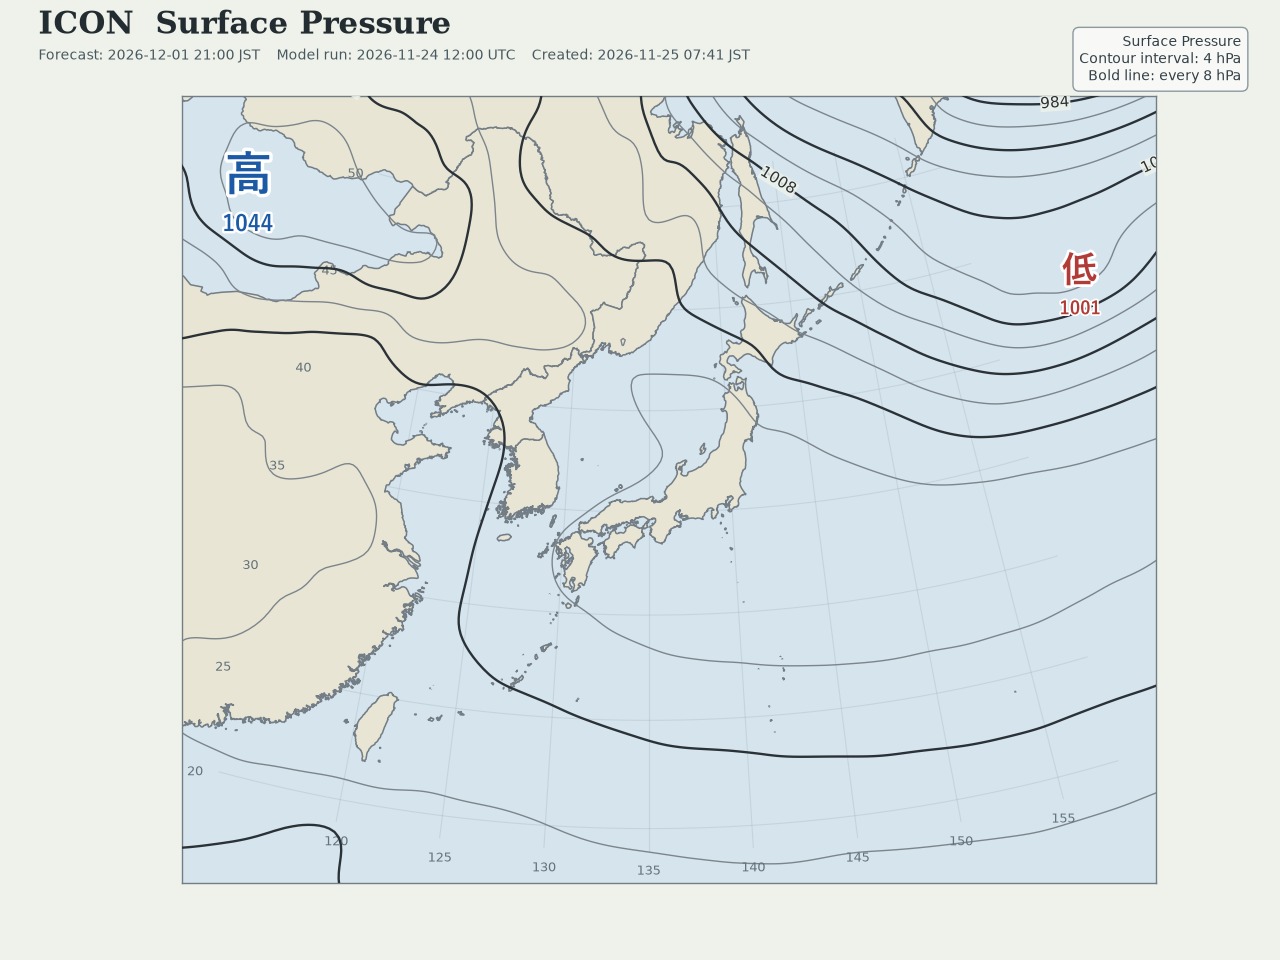 ICON  Surface Pressure
Forecast: 2026-12-01 21:00 JST    Model run: 2026-11-24 12:00 UTC    Created: 2026-11-25 07:41 JST
Surface Pressure
Contour interval: 4 hPa
Bold line: every 8 hPa
984
10
50
高
1008
1044
45
低
1001
40
35
30
25
20
120
125
130
135
140
145
150
155